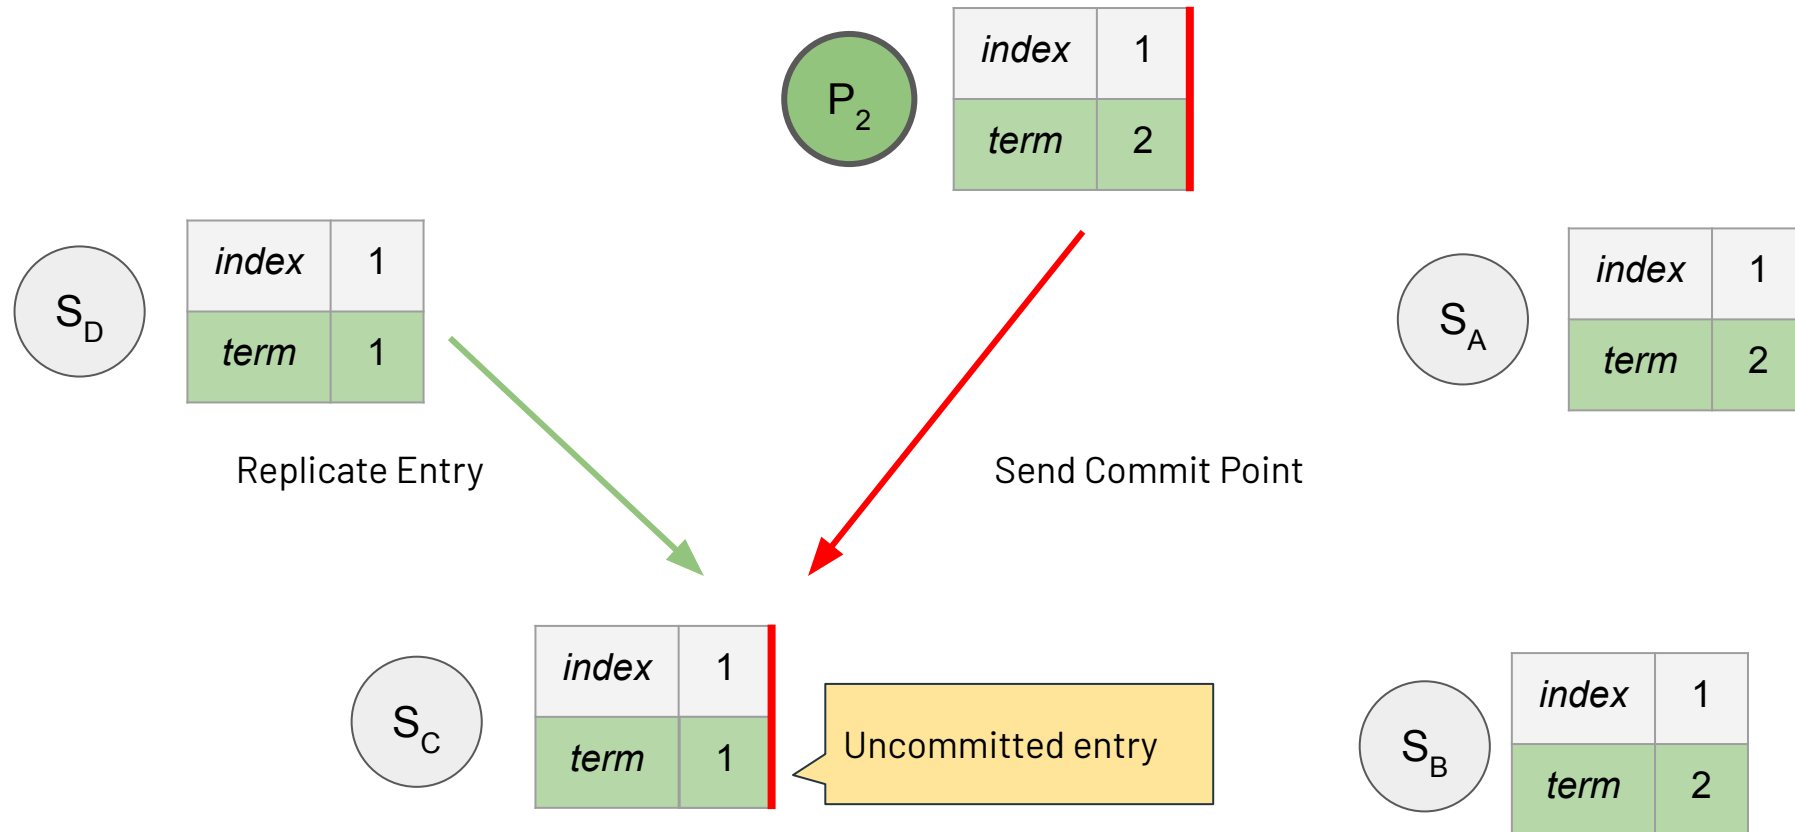 P2
index 1
term 2
SD
index 1
term 1
SA
index 1
term 2
Replicate Entry
Send Commit Point
SC
index 1
term 1
Uncommitted entry
SB
index 1
term 2